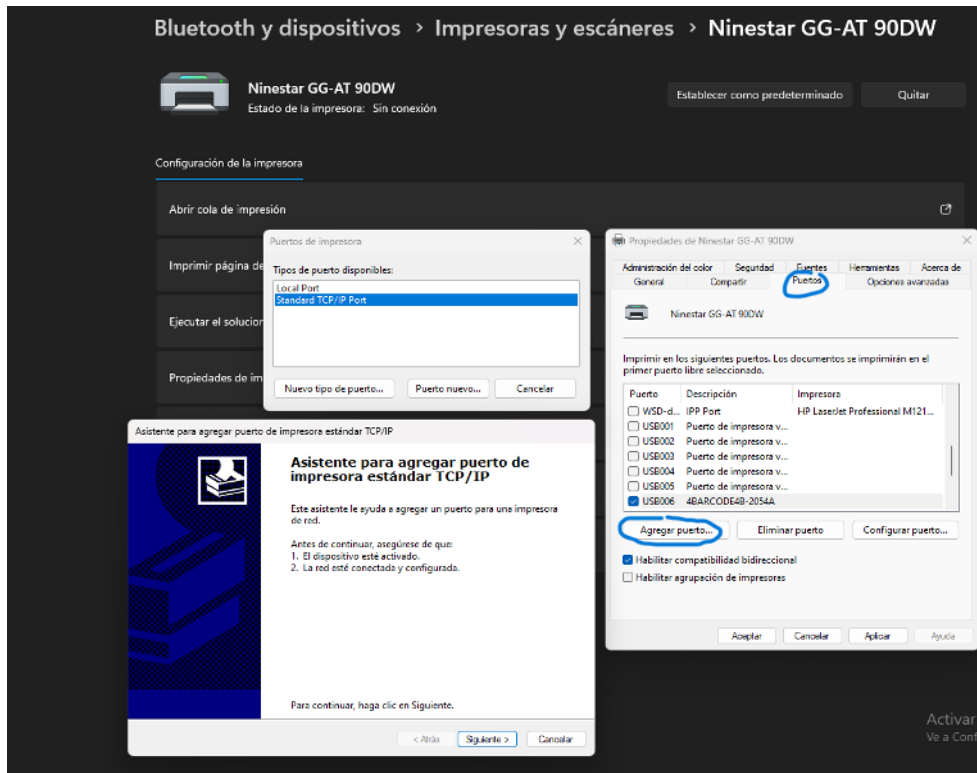 Bluetooth y dispositivos > Impresoras y escáneres > Ninestar GG-AT 90DW
Ninestar GG-AT 90DW
Estado de la impresora: Sin conexión
Establecer como predeterminado
Quitar
Configuración de la impresora
Abrir cola de impresión
Imprimir página de
Ejecutar el solucion
Propiedades de im
Puertos de impresora
Tipos de puerto disponibles:
Local Port
Standard TCP/IP Port
Nuevo tipo de puerto... Puerto nuevo... Cancelar
Propiedades de Ninestar GG-AT 90DW
Administración del color Seguridad Fuentes Herramientas Acerca de
General Compartir Puertos Opciones avanzadas
Ninestar GG-AT 90DW
Imprimir en los siguientes puertos. Los documentos se imprimirán en el
primer puerto libre seleccionado.
Puerto Descripción Impresora
WSD-d... IPP Port HP LaserJet Professional M121...
USB001 Puerto de impresora v...
USB002 Puerto de impresora v...
USB003 Puerto de impresora v...
USB004 Puerto de impresora v...
USB005 Puerto de impresora v...
USB006 4BARCODE4B-2054A
Agregar puerto... Eliminar puerto Configurar puerto...
Habilitar compatibilidad bidireccional
Habilitar agrupación de impresoras
Aceptar Cancelar Aplicar Ayuda
Asistente para agregar puerto de impresora estándar TCP/IP
Asistente para agregar puerto de
impresora estándar TCP/IP
Este asistente le ayuda a agregar un puerto para una impresora
de red.
Antes de continuar, asegúrese de que:
1. El dispositivo esté activado.
2. La red esté conectada y configurada.
Para continuar, haga clic en Siguiente.
< Atrás Siguiente > Cancelar
Activar
Ve a Conf